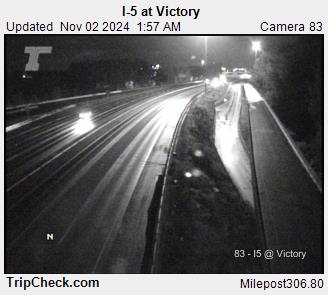 I-5 at Victory
Updated Nov 02 2024 1:57 AM Camera 83
T
N
83 - I5 @ Victory
TripCheck.com Milepost306.80